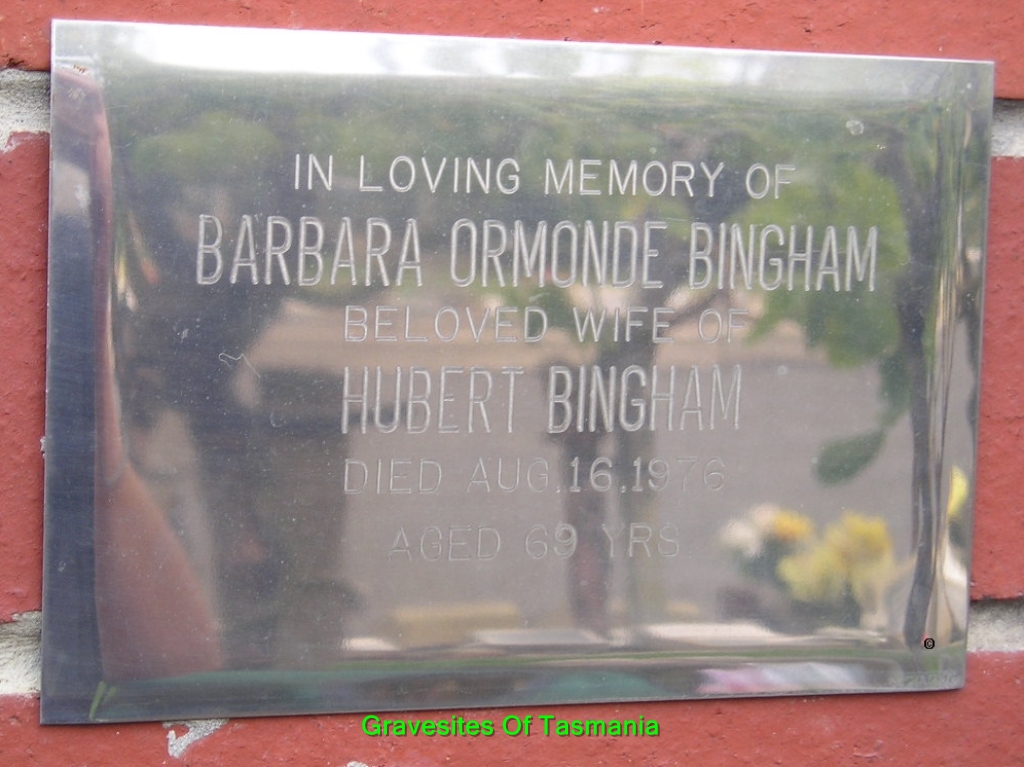 IN LOVING MEMORY OF
BARBARA ORMONDE BINGHAM
BELOVED WIFE OF
HUBERT BINGHAM
DIED AUG.16.1976
AGED 69 YRS
©
Gravesites Of Tasmania